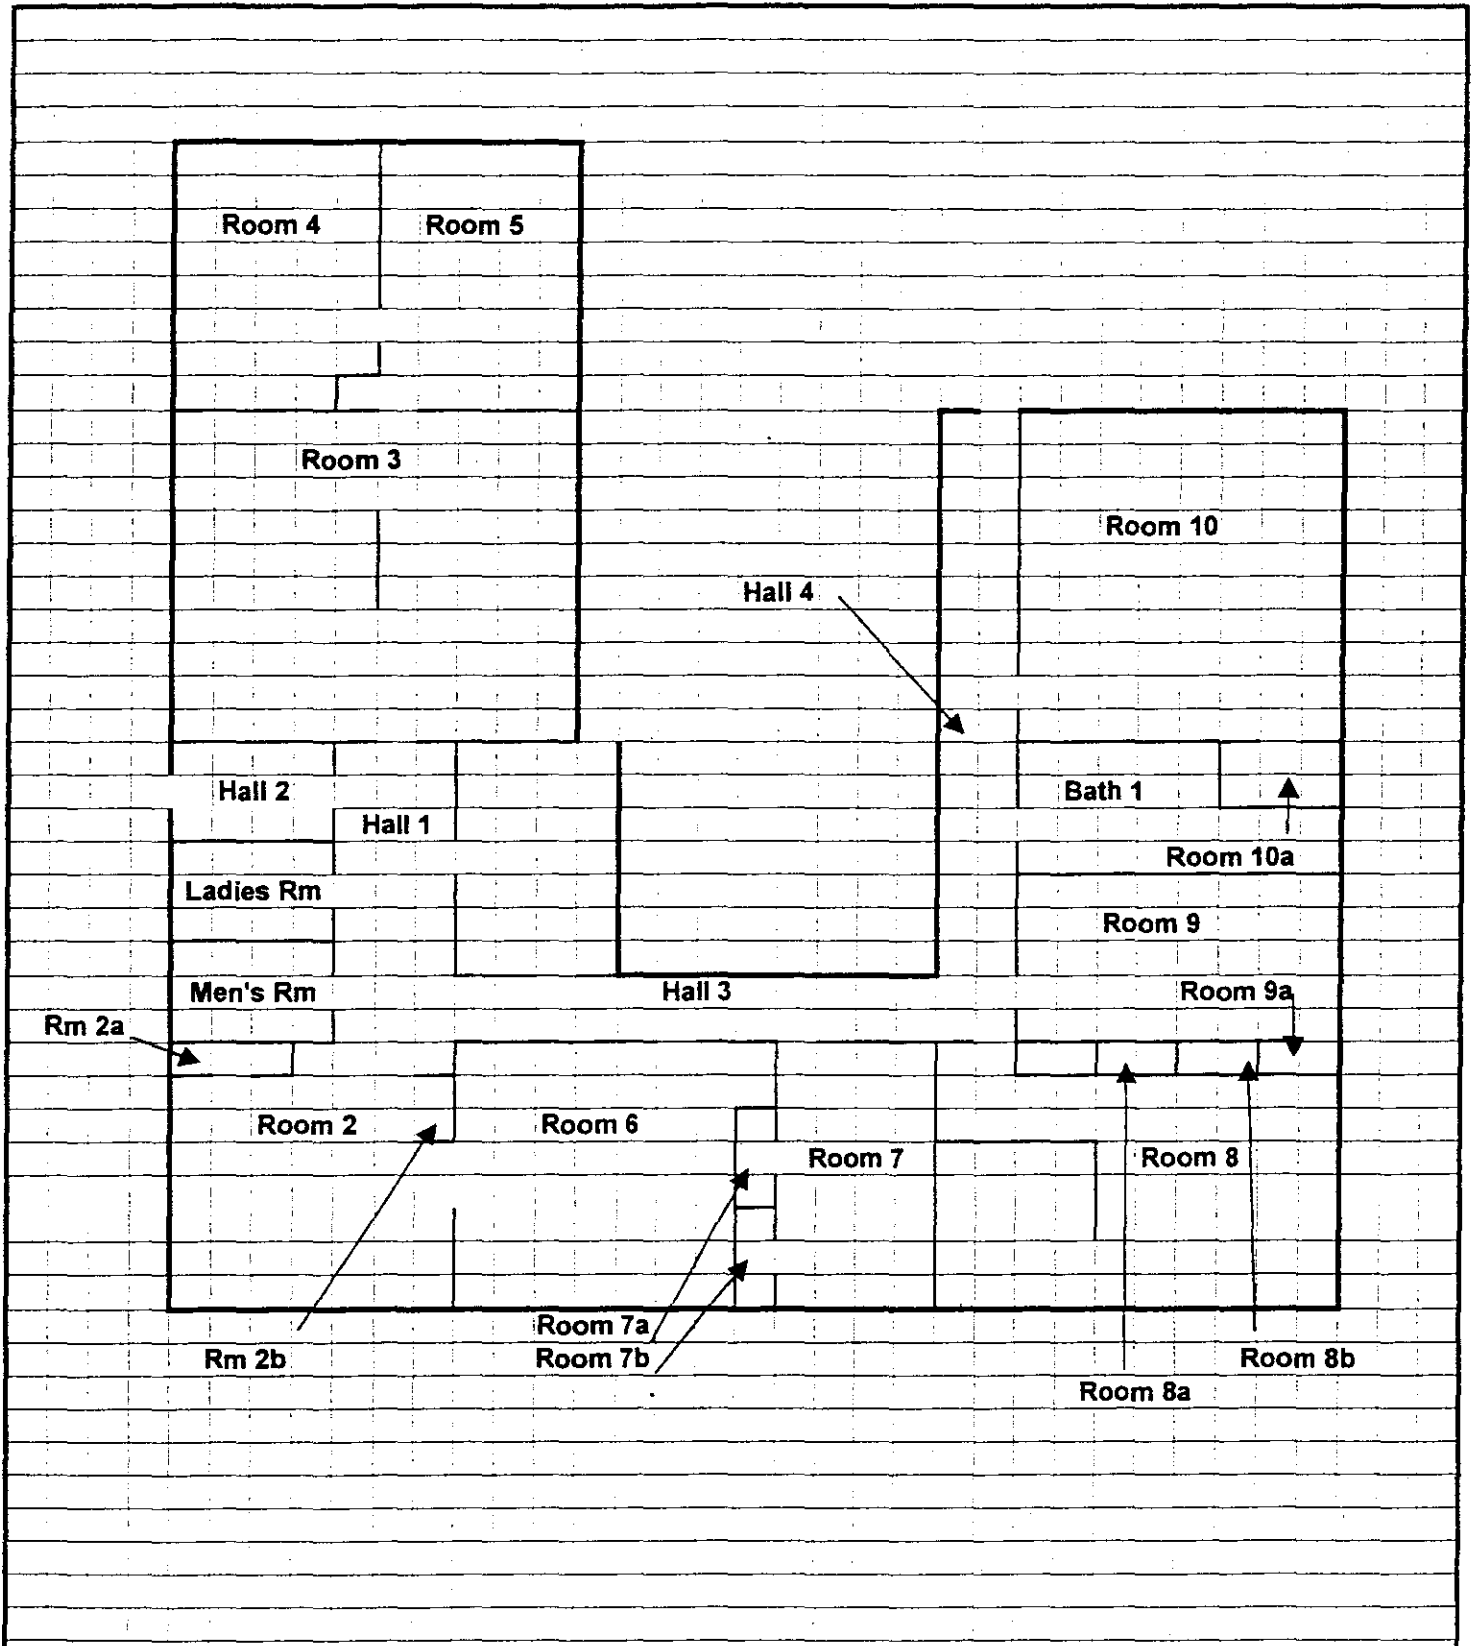 Room 4
Room 5
Room 3
Room 10
Hall 4
Hall 2
Bath 1
Hall 1
Room 10a
Ladies Rm
Room 9
Men's Rm
Hall 3
Room 9a
Rm 2a
Room 2
Room 6
Room 7
Room 8
Room 7a
Rm 2b
Room 7b
Room 8b
Room 8a